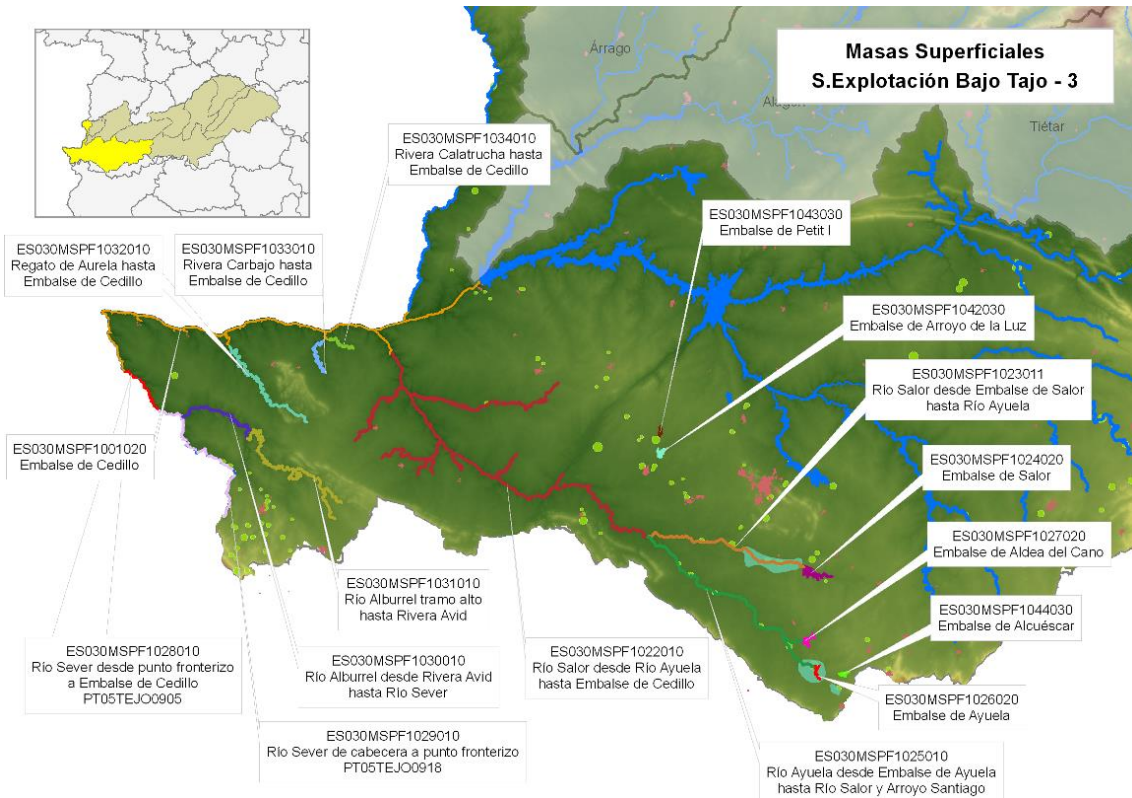 Masas Superficiales
S.Explotación Bajo Tajo - 3
Árrago
Alagón
Tiétar
ES030MSPF1034010
Rivera Calatrucha hasta
Embalse de Cedillo
ES030MSPF1043030
Embalse de Petit I
ES030MSPF1032010
Regato de Aurela hasta
Embalse de Cedillo
ES030MSPF1033010
Rivera Carbajo hasta
Embalse de Cedillo
ES030MSPF1042030
Embalse de Arroyo de la Luz
ES030MSPF1023011
Río Salor desde Embalse de Salor
hasta Río Ayuela
ES030MSPF1001020
Embalse de Cedillo
ES030MSPF1024020
Embalse de Salor
ES030MSPF1027020
Embalse de Aldea del Cano
ES030MSPF1031010
Río Alburrel tramo alto
hasta Rivera Avid
ES030MSPF1044030
Embalse de Alcuéscar
ES030MSPF1028010
Río Sever desde punto fronterizo
a Embalse de Cedillo
PT05TEJO0905
ES030MSPF1030010
Río Alburrel desde Rivera Avid
hasta Río Sever
ES030MSPF1022010
Río Salor desde Río Ayuela
hasta Embalse de Cedillo
ES030MSPF1026020
Embalse de Ayuela
ES030MSPF1029010
Río Sever de cabecera a punto fronterizo
PT05TEJO0918
ES030MSPF1025010
Río Ayuela desde Embalse de Ayuela
hasta Río Salor y Arroyo Santiago